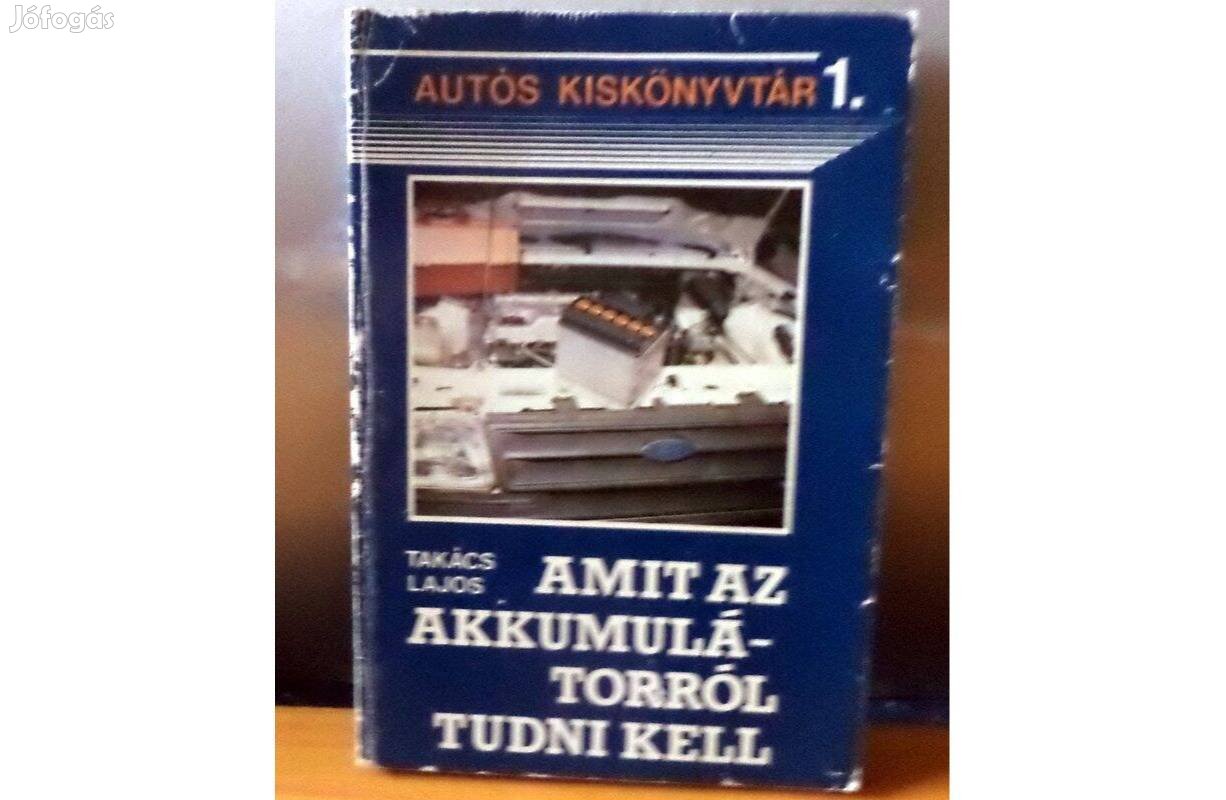 Jófogás
AUTÓS KISKÖNYVTÁR 1.
TAKÁCS
LAJOS
AMIT AZ
AKKUMULÁ-
TORRÓL
TUDNI KELL